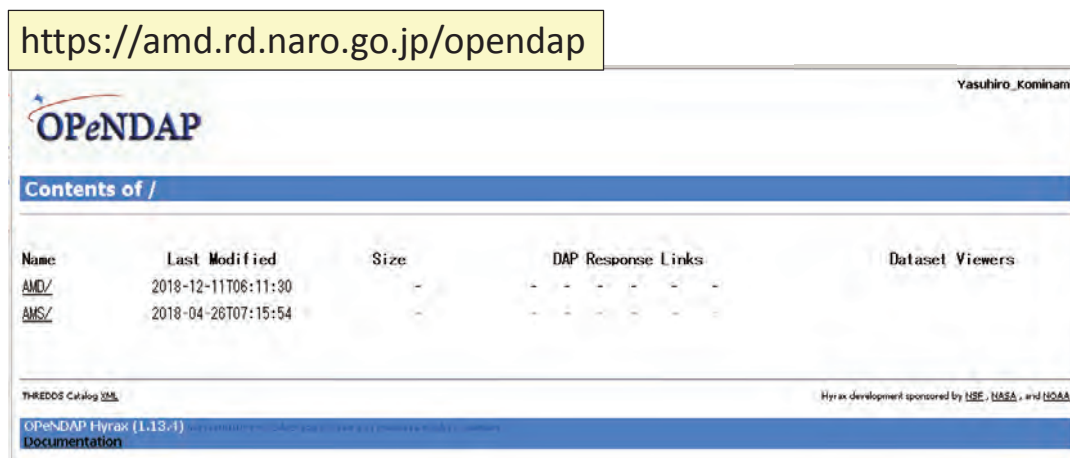 https://amd.rd.naro.go.jp/opendap
Yasuhiro_Kominam
OPeNDAP
Contents of /
Name Last Modified Size DAP Response Links Dataset Viewers
AMD/ 2018-12-11T06:11:30 - - - - - - -
AMS/ 2018-04-26T07:15:54 - - - - - - -
THREDDS Catalog XML
Hyrax development sponsored by NSF , NASA , and NOAA
OPeNDAP Hyrax (1.13.4)
Documentation